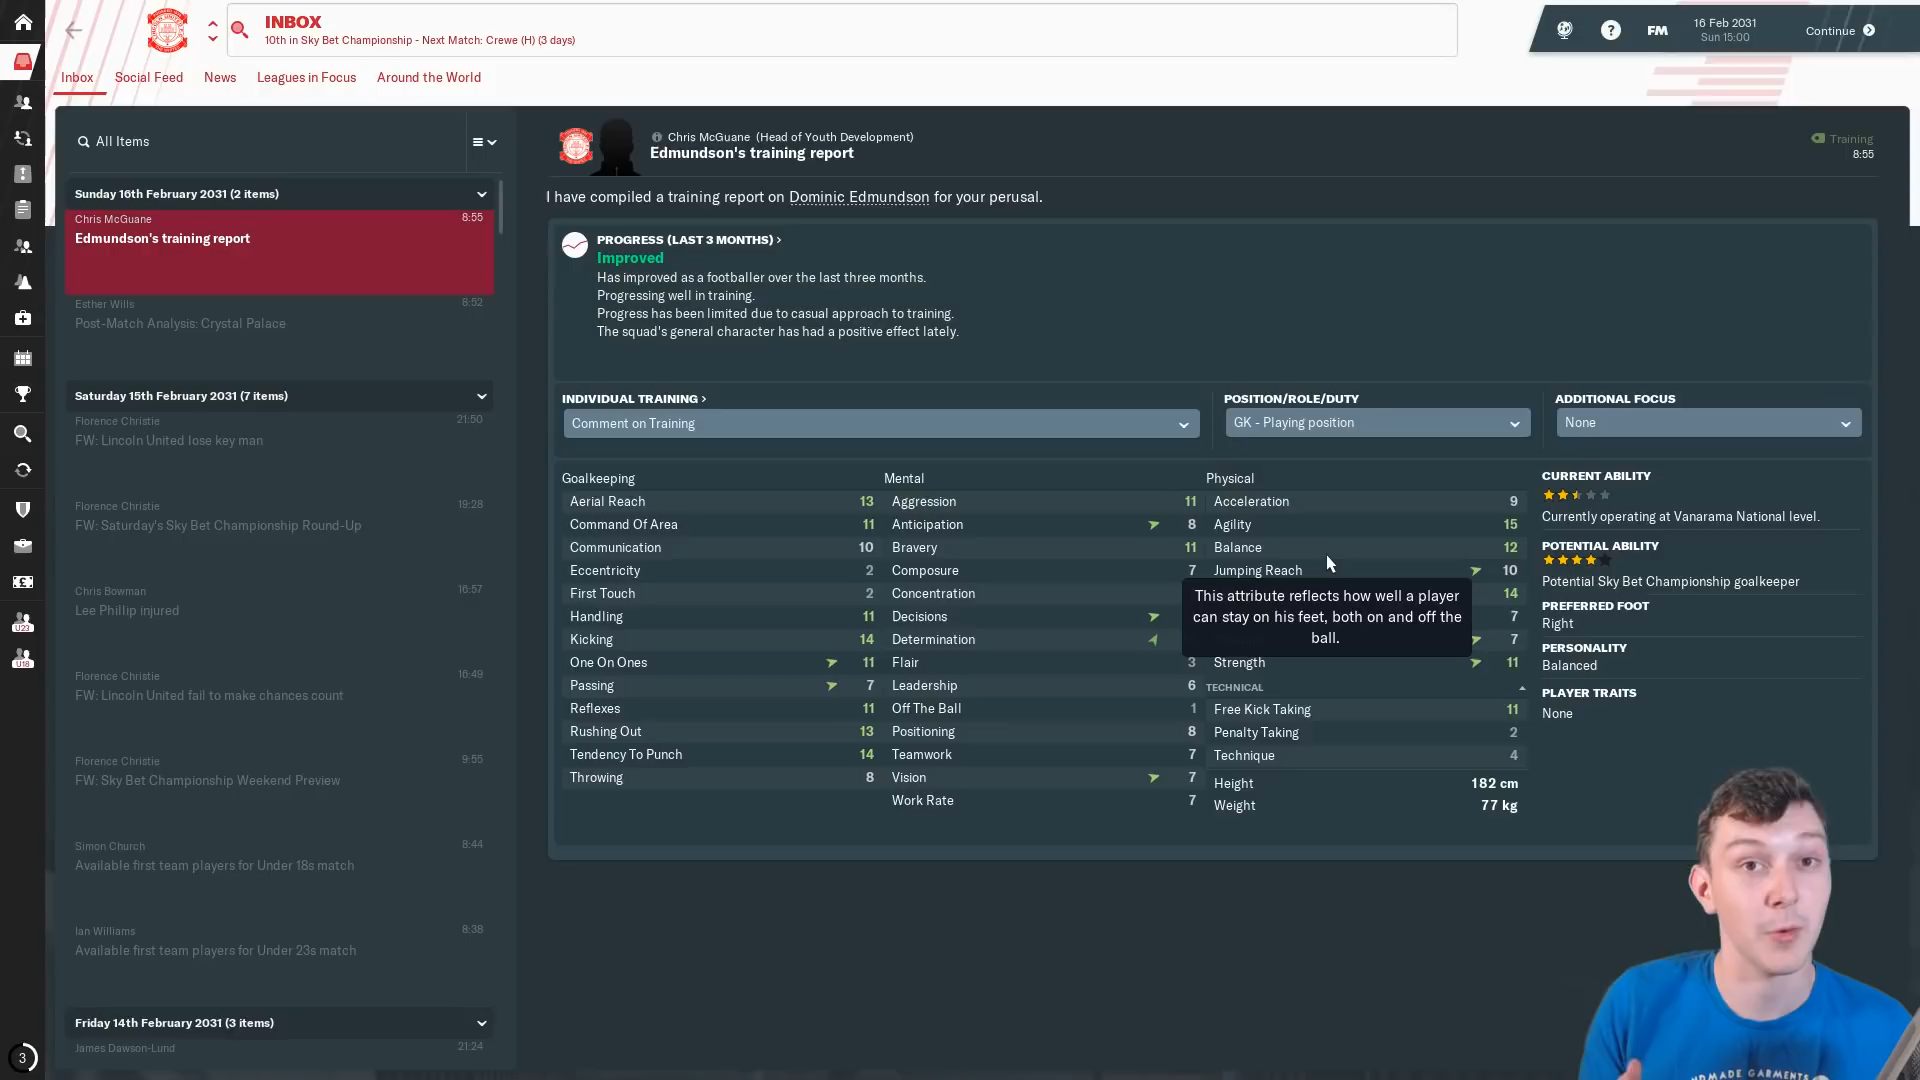 INBOX
10th in Sky Bet Championship - Next Match: Crewe (H) (3 days)
FM
16 Feb 2031
Sun 15:00
Continue
Inbox
Social Feed
News
Leagues in Focus
Around the World
All Items
Sunday 16th February 2031 (2 items)
Chris McGuane 8:55
Edmundson's training report
Esther Wills 8:52
Post-Match Analysis: Crystal Palace
Saturday 15th February 2031 (7 items)
Florence Christie 21:50
FW: Lincoln United lose key man
Florence Christie 19:28
FW: Saturday's Sky Bet Championship Round-Up
Chris Bowman 16:57
Lee Phillip injured
Florence Christie 16:49
FW: Lincoln United fail to make chances count
Florence Christie 9:55
FW: Sky Bet Championship Weekend Preview
Simon Church 8:44
Available first team players for Under 18s match
Ian Williams 8:38
Available first team players for Under 23s match
Friday 14th February 2031 (3 items)
James Dawson-Lund 21:24
U23
U18
3
Chris McGuane (Head of Youth Development)
Edmundson's training report
Training
8:55
I have compiled a training report on Dominic Edmundson for your perusal.
PROGRESS (LAST 3 MONTHS) >
Improved
Has improved as a footballer over the last three months.
Progressing well in training.
Progress has been limited due to casual approach to training.
The squad's general character has had a positive effect lately.
INDIVIDUAL TRAINING >
Comment on Training
POSITION/ROLE/DUTY
GK - Playing position
ADDITIONAL FOCUS
None
Goalkeeping
Aerial Reach 13
Command Of Area 11
Communication 10
Eccentricity 2
First Touch 2
Handling 11
Kicking 14
One On Ones 11
Passing 7
Reflexes 11
Rushing Out 13
Tendency To Punch 14
Throwing 8
Mental
Aggression 11
Anticipation 8
Bravery 11
Composure 7
Concentration
Decisions
Determination
Flair 3
Leadership 6
Off The Ball 1
Positioning 8
Teamwork 7
Vision 7
Work Rate 7
Physical
Acceleration 9
Agility 15
Balance 12
Jumping Reach 10
14
7
7
Strength 11
This attribute reflects how well a player
can stay on his feet, both on and off the
ball.
TECHNICAL
Free Kick Taking 11
Penalty Taking 2
Technique 4
Height 182 cm
Weight 77 kg
CURRENT ABILITY
Currently operating at Vanarama National level.
POTENTIAL ABILITY
Potential Sky Bet Championship goalkeeper
PREFERRED FOOT
Right
PERSONALITY
Balanced
PLAYER TRAITS
None